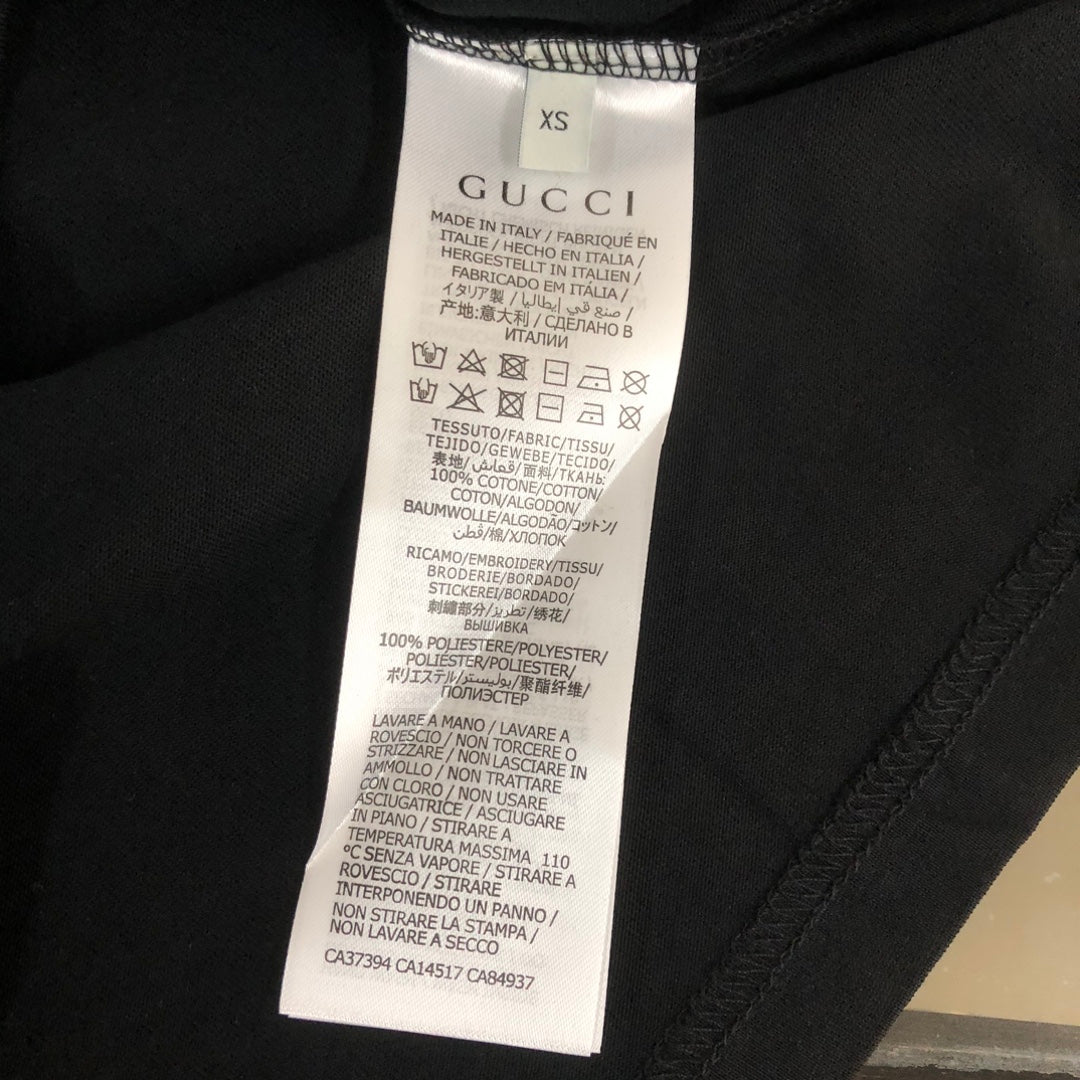 XS
GUCCI
MADE IN ITALY / FABRIQUÉ EN
ITALIE / HECHO EN ITALIA /
HERGESTELLT IN ITALIEN /
FABRICADO EM ITÁLIA /
イタリア製 / صنع في إيطاليا /
产地:意大利 / СДЕЛАНО В
ИТАЛИИ
TESSUTO/FABRIC/TISSU/
TEJIDO/GEWEBE/TECIDO/
表地/قماش/面料/ТКАНЬ:
100% COTONE/COTTON/
COTON/ALGODON/
BAUMWOLLE/ALGODÃO/コットン/
قطن/棉/ХЛОПОК
RICAMO/EMBROIDERY/TISSU/
BRODERIE/BORDADO/
STICKEREI/BORDADO/
刺繍部分/تطريز/绣花/
ВЫШИВКА
100% POLIESTERE/POLYESTER/
POLIÉSTER/POLIESTER/
ポリエステル/بوليستر/聚酯纤维/
ПОЛИЭСТЕР
LAVARE A MANO / LAVARE A
ROVESCIO / NON TORCERE O
STRIZZARE / NON LASCIARE IN
AMMOLLO / NON TRATTARE
CON CLORO / NON USARE
ASCIUGATRICE / ASCIUGARE
IN PIANO / STIRARE A
TEMPERATURA MASSIMA 110
°C SENZA VAPORE / STIRARE A
ROVESCIO / STIRARE
INTERPONENDO UN PANNO /
NON STIRARE LA STAMPA /
NON LAVARE A SECCO
CA37394 CA14517 CA84937